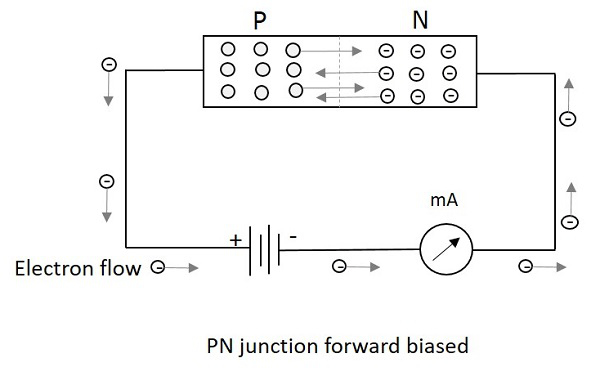 P N
mA
+ -
Electron flow
PN junction forward biased